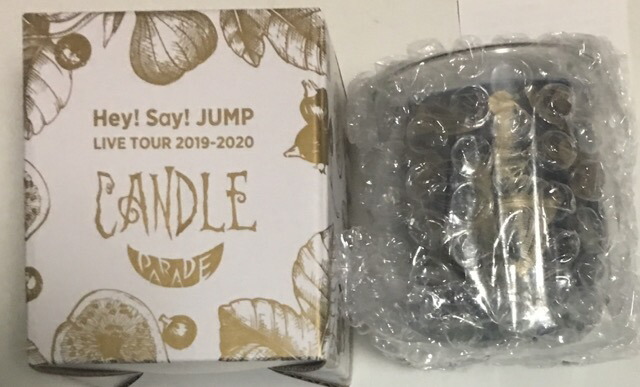 Hey! Say! JUMP
LIVE TOUR 2019-2020
CANDLE
PARADE